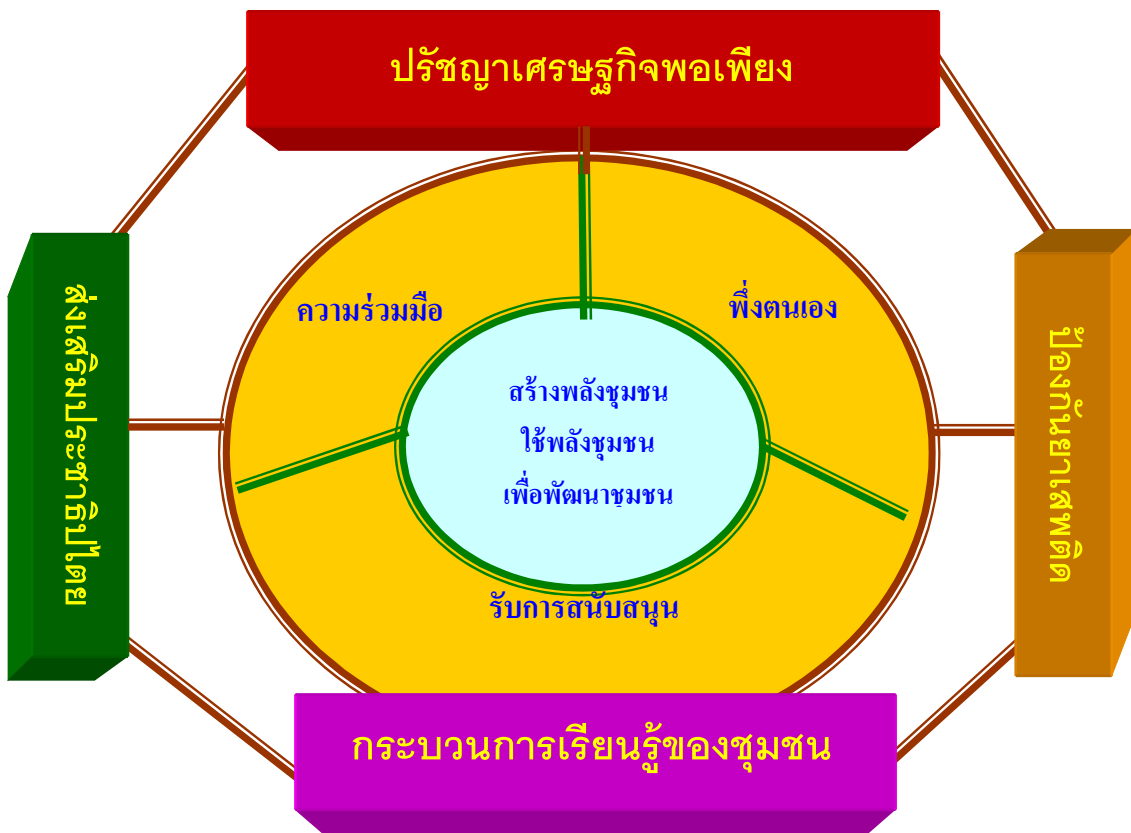 ปรัชญาเศรษฐกิจพอเพียง
ความร่วมมือ
พึ่งตนเอง
ส่งเสริมประชาธิปไตย
ป้องกันยาเสพติด
สร้างพลังชุมชน
ใช้พลังชุมชน
เพื่อพัฒนาชุมชน
รับการสนับสนุน
กระบวนการเรียนรู้ของชุมชน